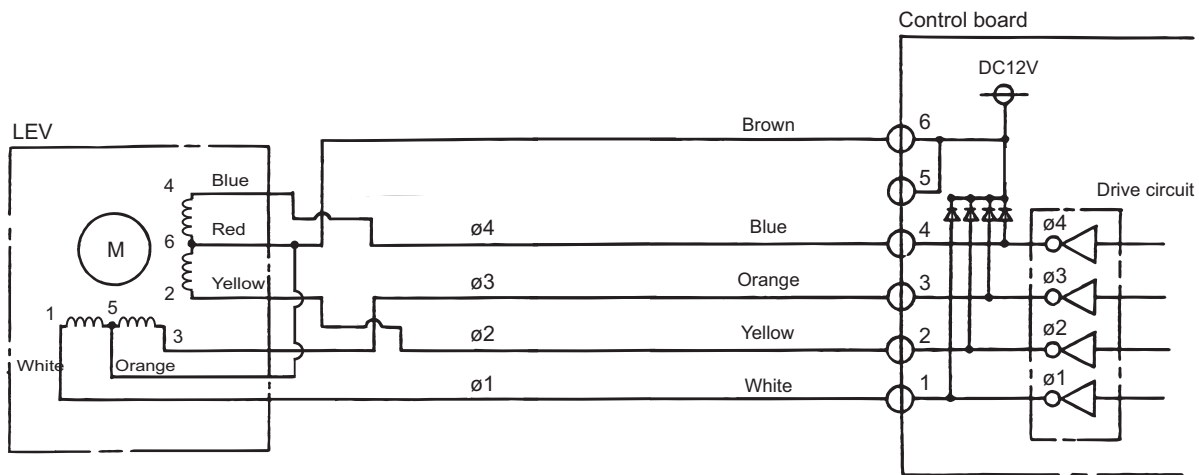 Control board
DC12V
LEV
Brown
6
4
Blue
5
Drive circuit
Red
6
M
ø4
Blue
4
ø4
2
Yellow
ø3
Orange
3
ø3
1
5
3
ø2
Yellow
2
ø2
White
Orange
ø1
White
1
ø1